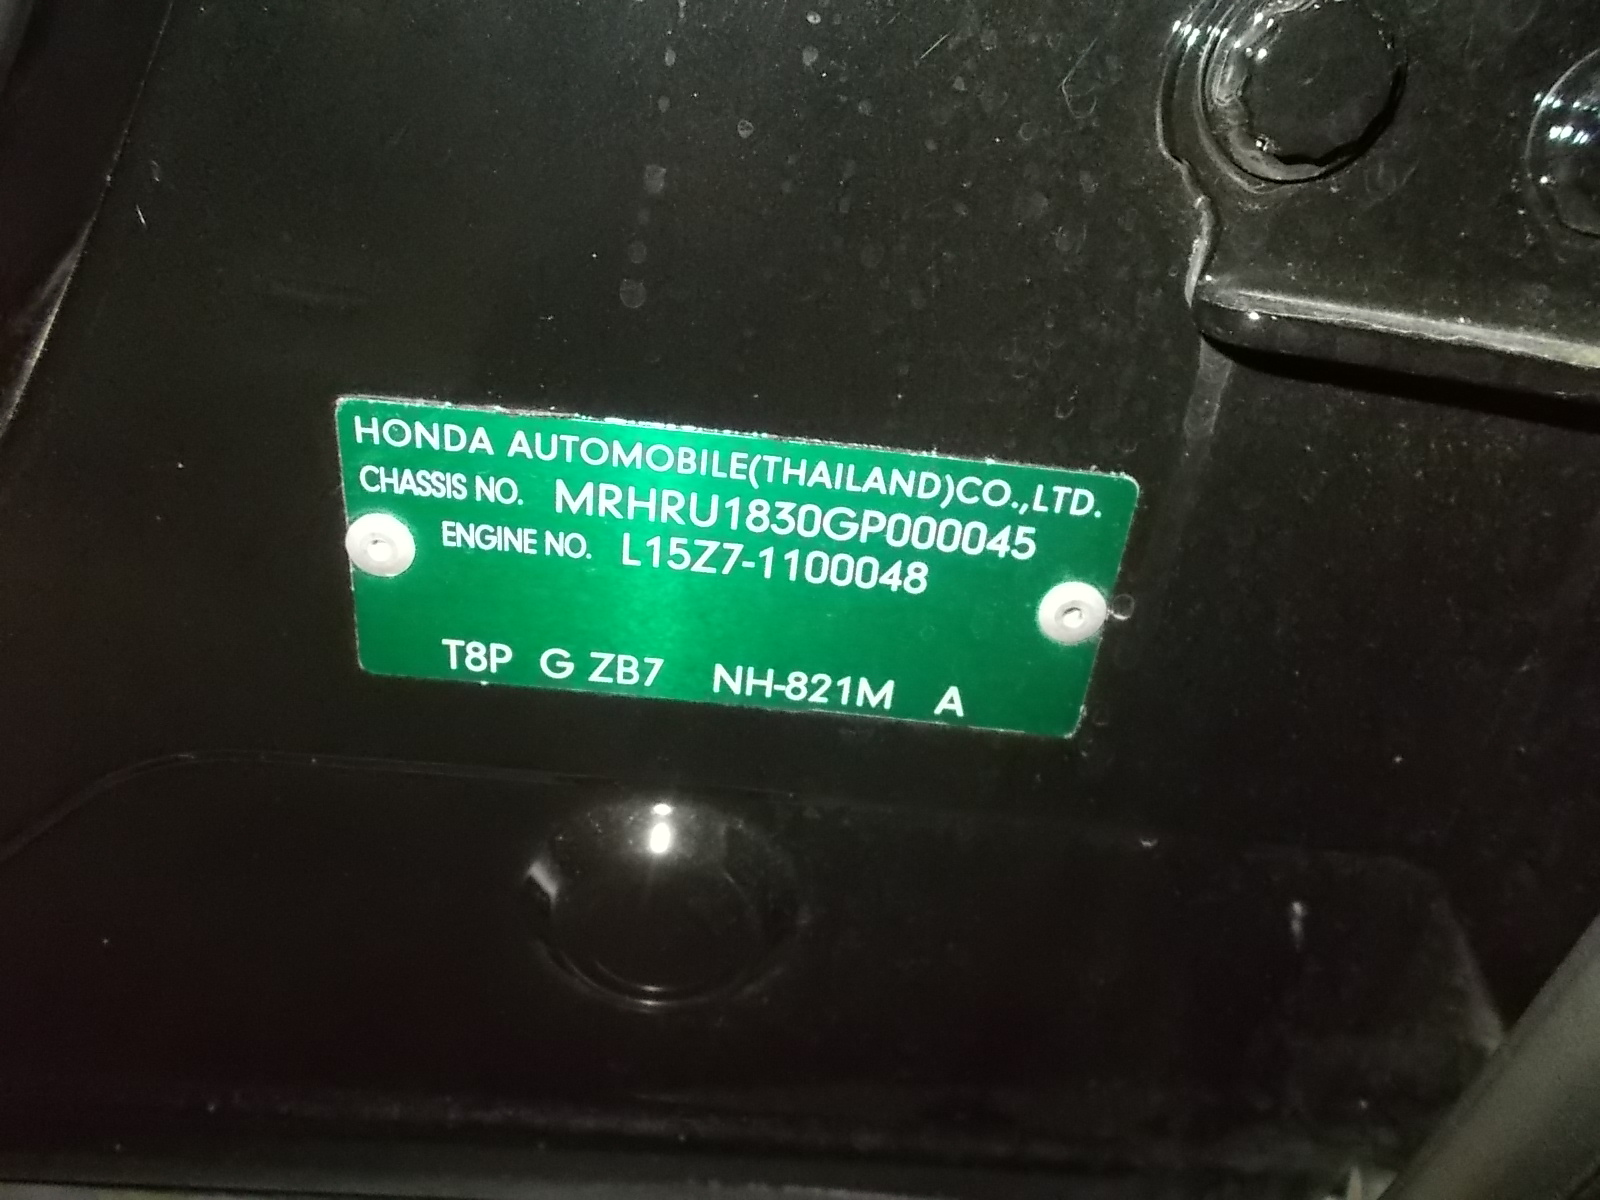 HONDA AUTOMOBILE(THAILAND)CO.,LTD.
CHASSIS NO. MRHRU1830GP000045
ENGINE NO. L15Z7-1100048
T8P G ZB7 NH-821M A